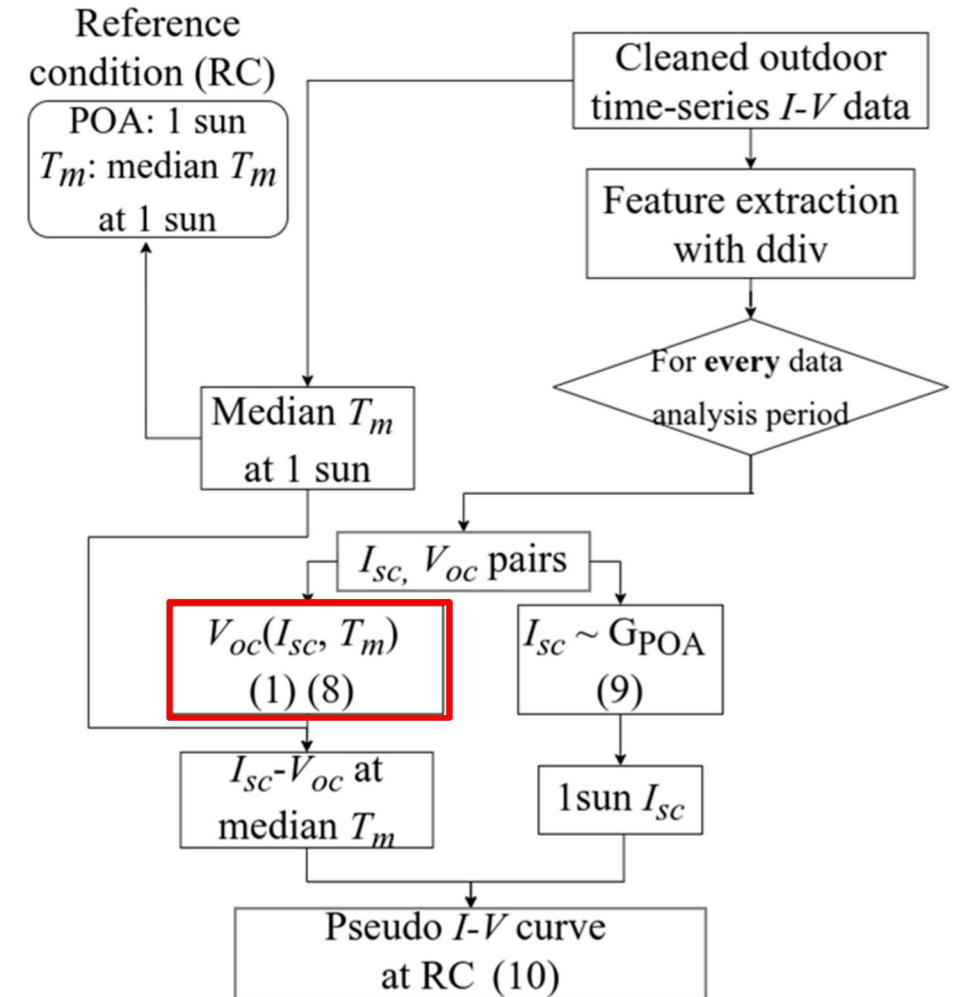 Reference
condition (RC)
POA: 1 sun
Tm: median Tm
at 1 sun
Cleaned outdoor
time-series I-V data
Feature extraction
with ddiv
For every data
analysis period
Median Tm
at 1 sun
Isc, Voc pairs
Voc(Isc, Tm)
(1) (8)
Isc ~ GPOA
(9)
Isc-Voc at
median Tm
1sun Isc
Pseudo I-V curve
at RC (10)